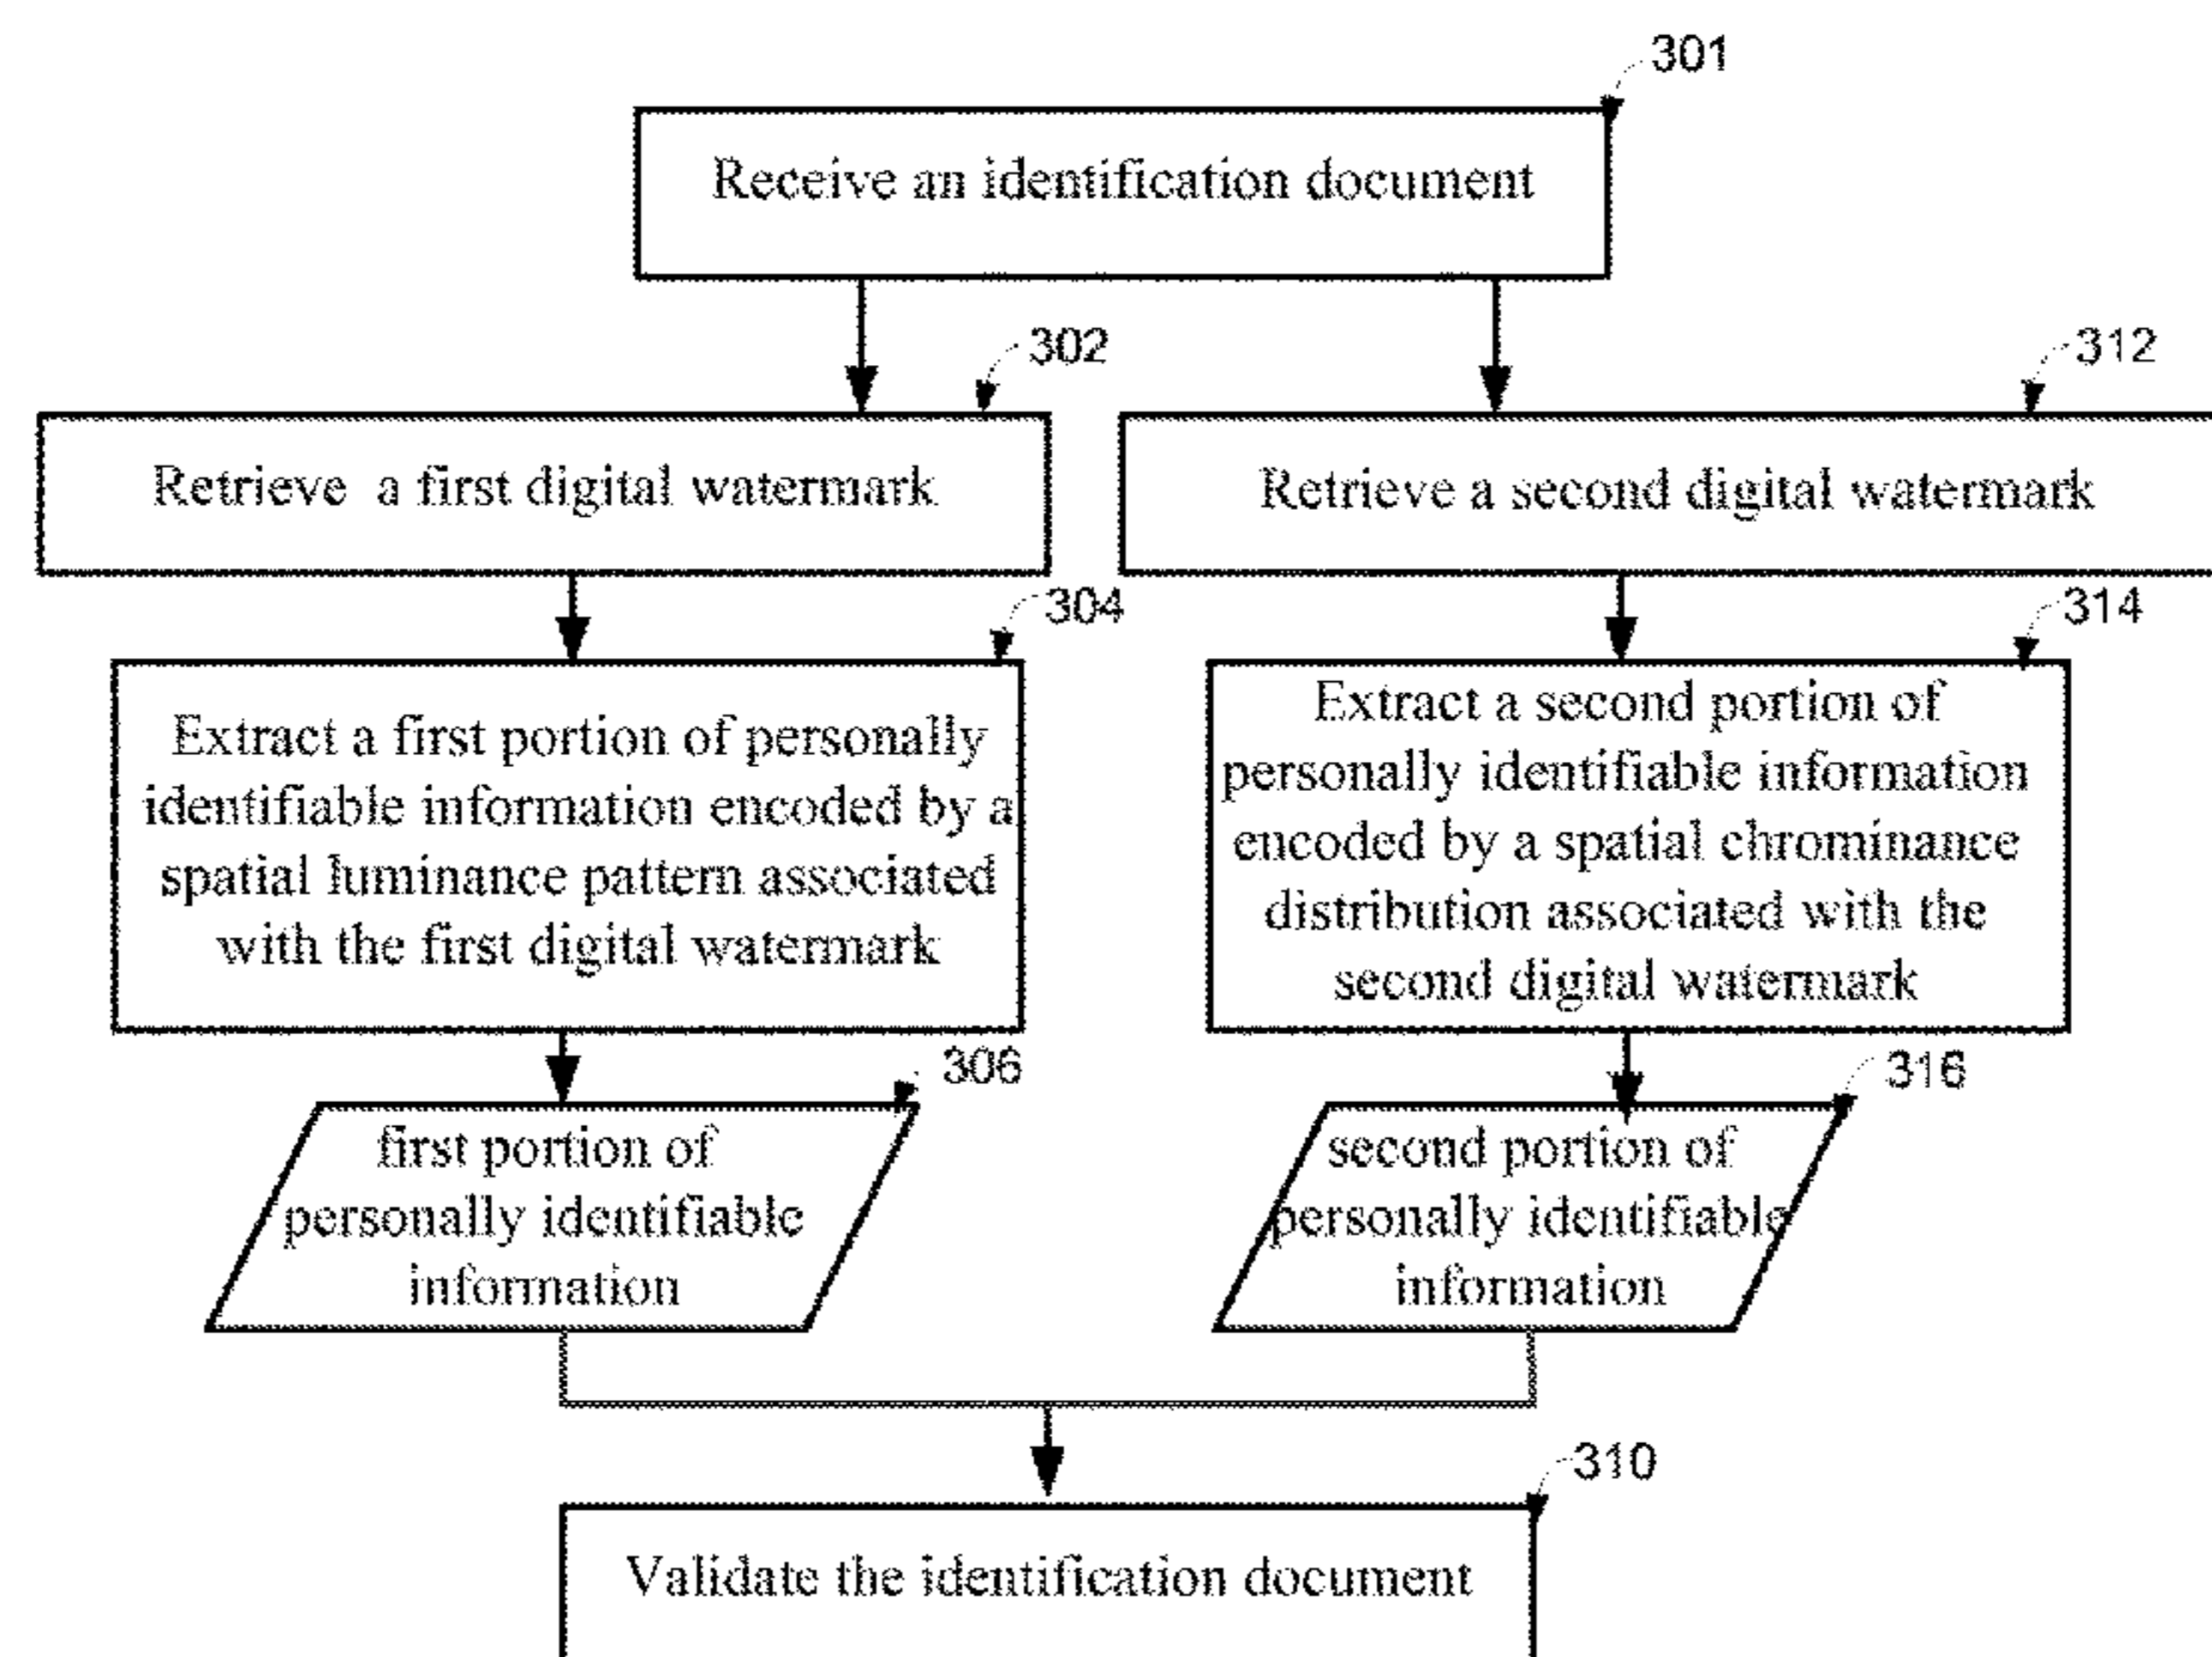 301
Receive an identification document
302
312
Retrieve a first digital watermark
Retrieve a second digital watermark
304
314
Extract a first portion of personally
identifiable information encoded by a
spatial luminance pattern associated
with the first digital watermark
Extract a second portion of
personally identifiable information
encoded by a spatial chrominance
distribution associated with the
second digital watermark
306
316
first portion of
personally identifiable
information
second portion of
personally identifiable
information
310
Validate the identification document